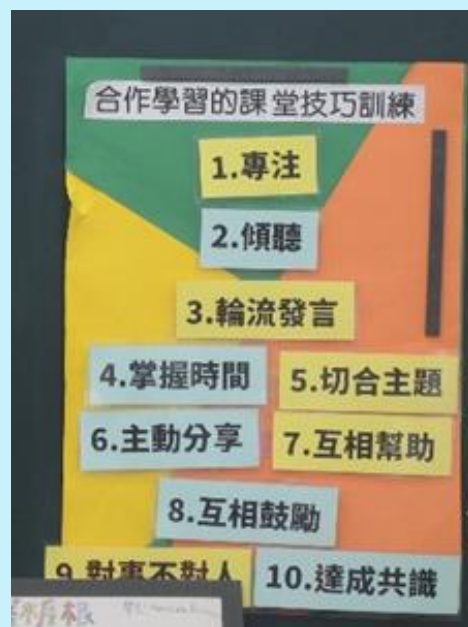 合作學習的課堂技巧訓練
1.專注
2.傾聽
3.輪流發言
4.掌握時間
5.切合主題
6.主動分享
7.互相幫助
8.互相鼓勵
9.對事不對人
10.達成共識